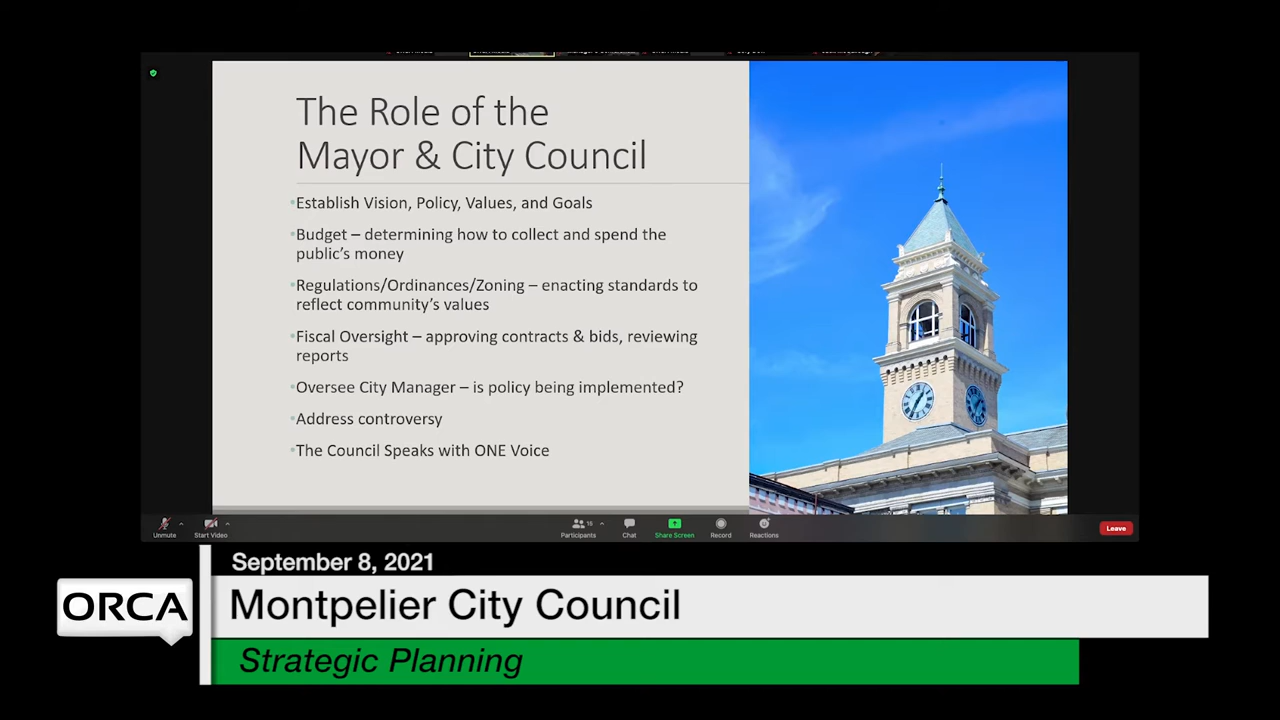 The Role of the
Mayor & City Council
Establish Vision, Policy, Values, and Goals
Budget – determining how to collect and spend the
public's money
Regulations/Ordinances/Zoning – enacting standards to
reflect community's values
Fiscal Oversight – approving contracts & bids, reviewing
reports
Oversee City Manager – is policy being implemented?
Address controversy
The Council Speaks with ONE Voice
Unmute
Start Video
15
Participants
Chat
Share Screen
Record
Reactions
Leave
September 8, 2021
ORCA
Montpelier City Council
Strategic Planning